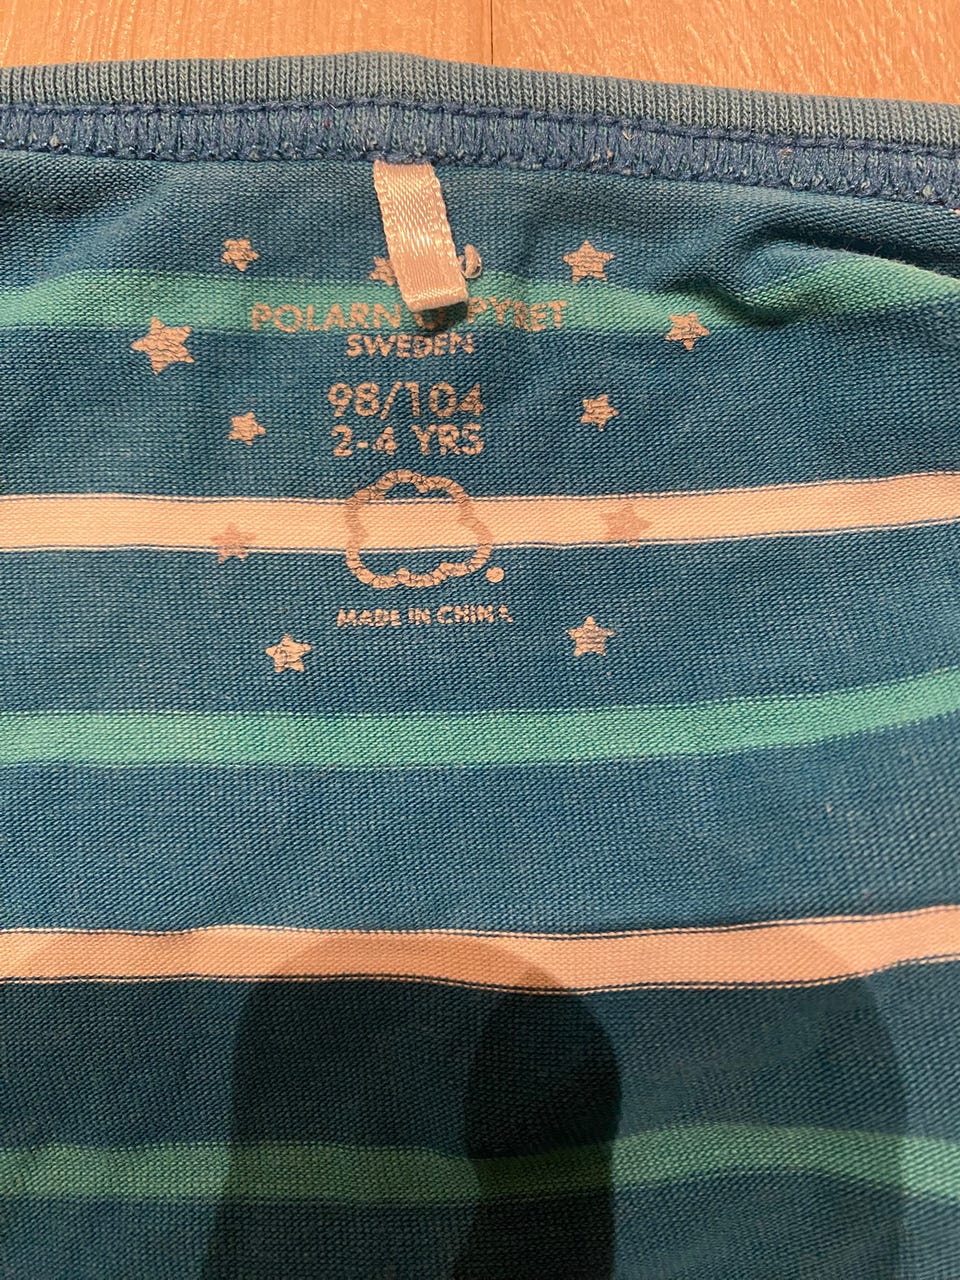 POLARN O PYRET
SWEDEN
98/104
2-4 YRS
MADE IN CHINA